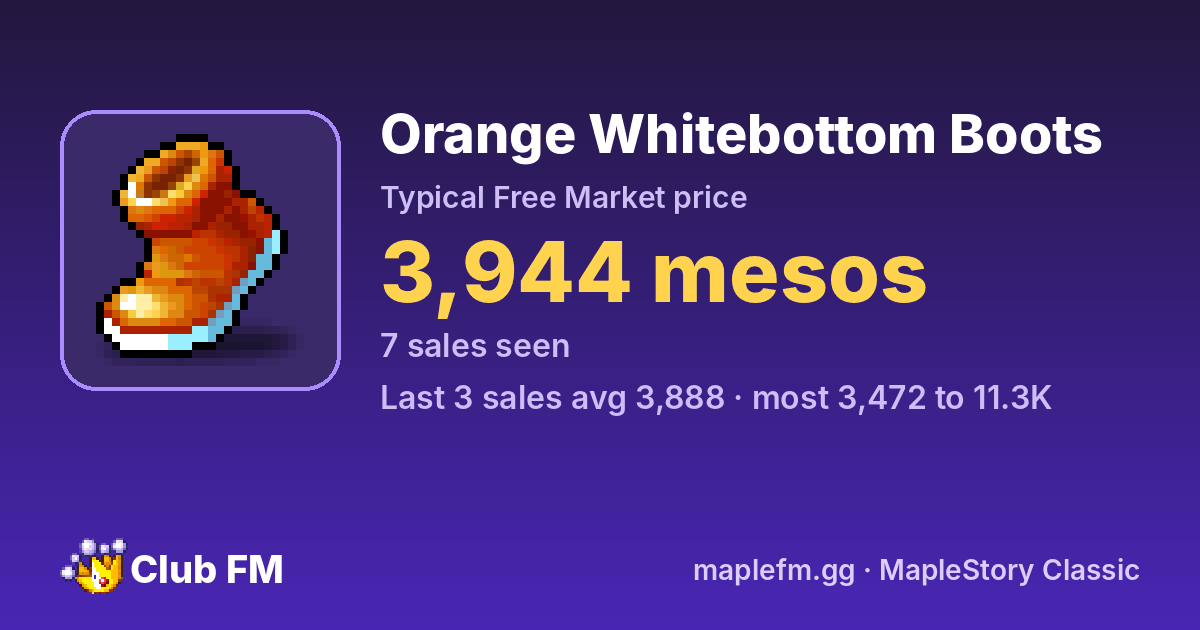 Orange Whitebottom Boots
Typical Free Market price
3,944 mesos
7 sales seen
Last 3 sales avg 3,888 · most 3,472 to 11.3K
Club FM
maplefm.gg · MapleStory Classic